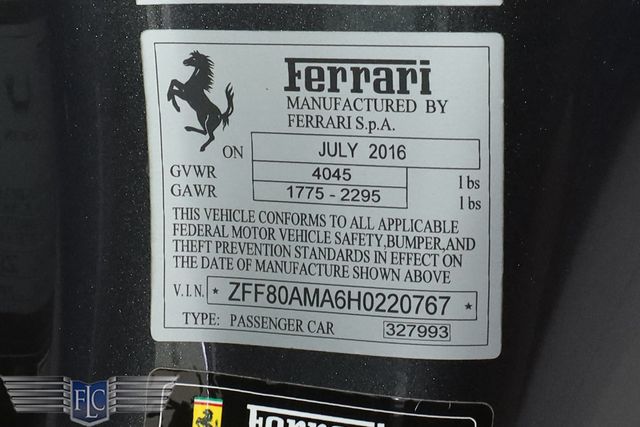 Ferrari
MANUFACTURED BY
FERRARI S.p.A.
ON JULY 2016
GVWR 4045 lbs
GAWR 1775 - 2295 lbs
THIS VEHICLE CONFORMS TO ALL APPLICABLE
FEDERAL MOTOR VEHICLE SAFETY,BUMPER,AND
THEFT PREVENTION STANDARDS IN EFFECT ON
THE DATE OF MANUFACTURE SHOWN ABOVE
V.I.N. * ZFF80AMA6H0220767 *
TYPE: PASSENGER CAR 327993
FLC
Ferrari